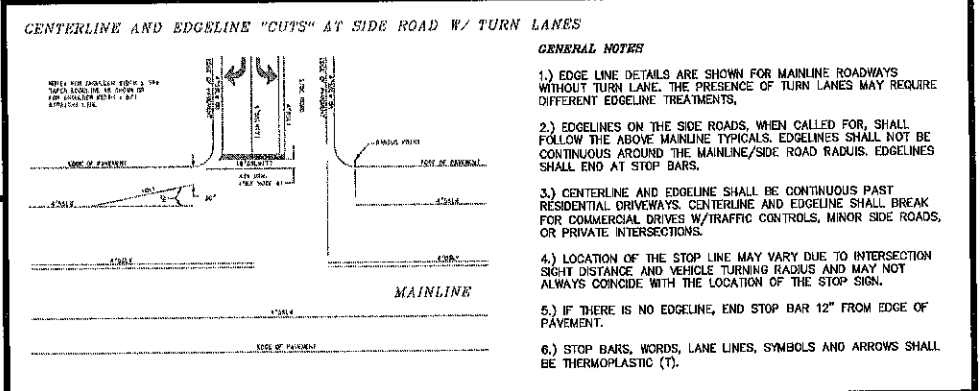 CENTERLINE AND EDGELINE "CUTS" AT SIDE ROAD W/ TURN LANES
EDGE OF PAVEMENT
RADIUS POINT
EDGE OF PAVEMENT
MAINLINE
EDGE OF PAVEMENT
GENERAL NOTES
1.) EDGE LINE DETAILS ARE SHOWN FOR MAINLINE ROADWAYS
WITHOUT TURN LANE. THE PRESENCE OF TURN LANES MAY REQUIRE
DIFFERENT EDGELINE TREATMENTS.
2.) EDGELINES ON THE SIDE ROADS, WHEN CALLED FOR, SHALL
FOLLOW THE ABOVE MAINLINE TYPICALS. EDGELINES SHALL NOT BE
CONTINUOUS AROUND THE MAINLINE/SIDE ROAD RADUIS. EDGELINES
SHALL END AT STOP BARS.
3.) CENTERLINE AND EDGELINE SHALL BE CONTINUOUS PAST
RESIDENTIAL DRIVEWAYS. CENTERLINE AND EDGELINE SHALL BREAK
FOR COMMERCIAL DRIVES W/TRAFFIC CONTROLS, MINOR SIDE ROADS,
OR PRIVATE INTERSECTIONS.
4.) LOCATION OF THE STOP LINE MAY VARY DUE TO INTERSECTION
SIGHT DISTANCE AND VEHICLE TURNING RADIUS AND MAY NOT
ALWAYS COINCIDE WITH THE LOCATION OF THE STOP SIGN.
5.) IF THERE IS NO EDGELINE, END STOP BAR 12" FROM EDGE OF
PAVEMENT.
6.) STOP BARS, WORDS, LANE LINES, SYMBOLS AND ARROWS SHALL
BE THERMOPLASTIC (T).